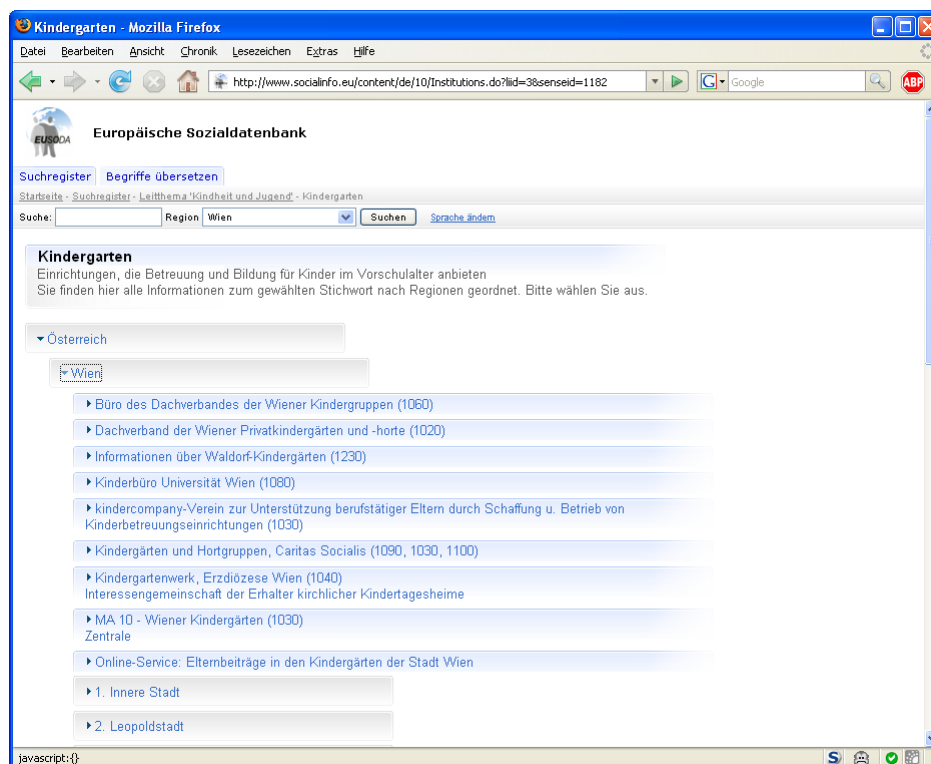 Kindergarten - Mozilla Firefox
Datei Bearbeiten Ansicht Chronik Lesezeichen Extras Hilfe
http://www.socialinfo.eu/content/de/10/Institutions.do?liid=3&senseid=1182 G Google ABP
EUSODA Europäische Sozialdatenbank
Suchregister Begriffe übersetzen
Startseite - Suchregister - Leitthema 'Kindheit und Jugend' - Kindergarten
Suche: Region Wien Suchen Sprache ändern
Kindergarten
Einrichtungen, die Betreuung und Bildung für Kinder im Vorschulalter anbieten
Sie finden hier alle Informationen zum gewählten Stichwort nach Regionen geordnet. Bitte wählen Sie aus.
Österreich
Wien
Büro des Dachverbandes der Wiener Kindergruppen (1060)
Dachverband der Wiener Privatkindergärten und -horte (1020)
Informationen über Waldorf-Kindergärten (1230)
Kinderbüro Universität Wien (1080)
kindercompany-Verein zur Unterstützung berufstätiger Eltern durch Schaffung u. Betrieb von
Kinderbetreuungseinrichtungen (1030)
Kindergärten und Hortgruppen, Caritas Socialis (1090, 1030, 1100)
Kindergartenwerk, Erzdiözese Wien (1040)
Interessengemeinschaft der Erhalter kirchlicher Kindertagesheime
MA 10 - Wiener Kindergärten (1030)
Zentrale
Online-Service: Elternbeiträge in den Kindergärten der Stadt Wien
1. Innere Stadt
2. Leopoldstadt
javascript:{} S